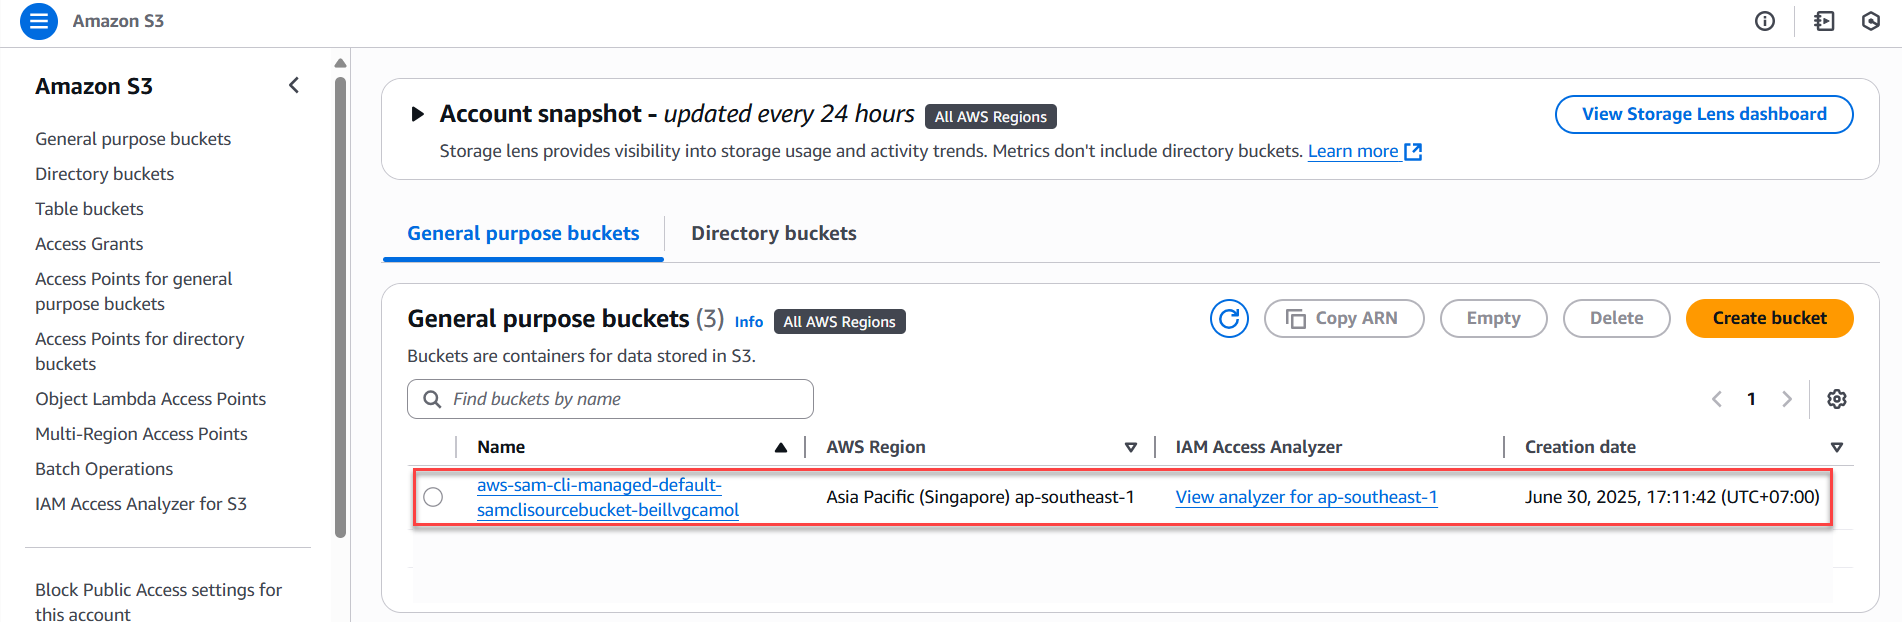 Amazon S3
Amazon S3
General purpose buckets
Directory buckets
Table buckets
Access Grants
Access Points for general
purpose buckets
Access Points for directory
buckets
Object Lambda Access Points
Multi-Region Access Points
Batch Operations
IAM Access Analyzer for S3
Block Public Access settings for
this account
Account snapshot - updated every 24 hours All AWS Regions
View Storage Lens dashboard
Storage lens provides visibility into storage usage and activity trends. Metrics don't include directory buckets. Learn more
General purpose buckets Directory buckets
General purpose buckets (3) Info All AWS Regions
Copy ARN Empty Delete Create bucket
Buckets are containers for data stored in S3.
Find buckets by name
1
Name AWS Region IAM Access Analyzer Creation date
aws-sam-cli-managed-default-
samclisourcebucket-beillvgcamol
Asia Pacific (Singapore) ap-southeast-1 View analyzer for ap-southeast-1 June 30, 2025, 17:11:42 (UTC+07:00)